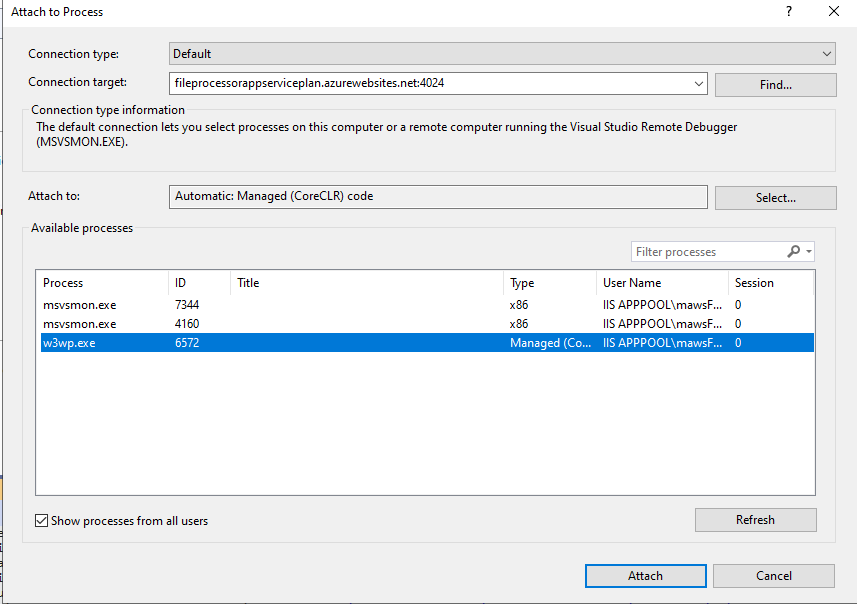 Attach to Process
?
Connection type: Default
Connection target: fileprocessorappserviceplan.azurewebsites.net:4024 Find...
Connection type information
The default connection lets you select processes on this computer or a remote computer running the Visual Studio Remote Debugger
(MSVSMON.EXE).
Attach to: Automatic: Managed (CoreCLR) code Select...
Available processes
Filter processes
Process ID Title Type User Name Session
msvsmon.exe 7344 x86 IIS APPPOOL\mawsF... 0
msvsmon.exe 4160 x86 IIS APPPOOL\mawsF... 0
w3wp.exe 6572 Managed (Co... IIS APPPOOL\mawsF... 0
Show processes from all users Refresh
Attach Cancel